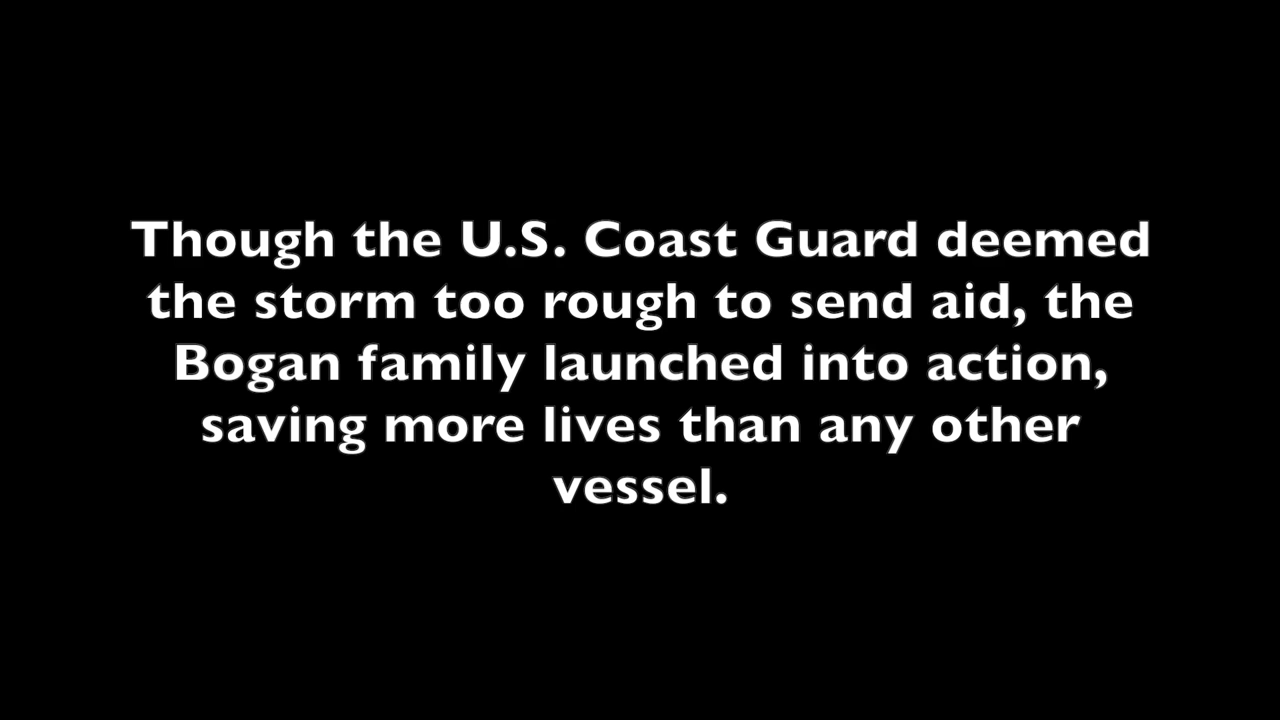 Though the U.S. Coast Guard deemed
the storm too rough to send aid, the
Bogan family launched into action,
saving more lives than any other
vessel.